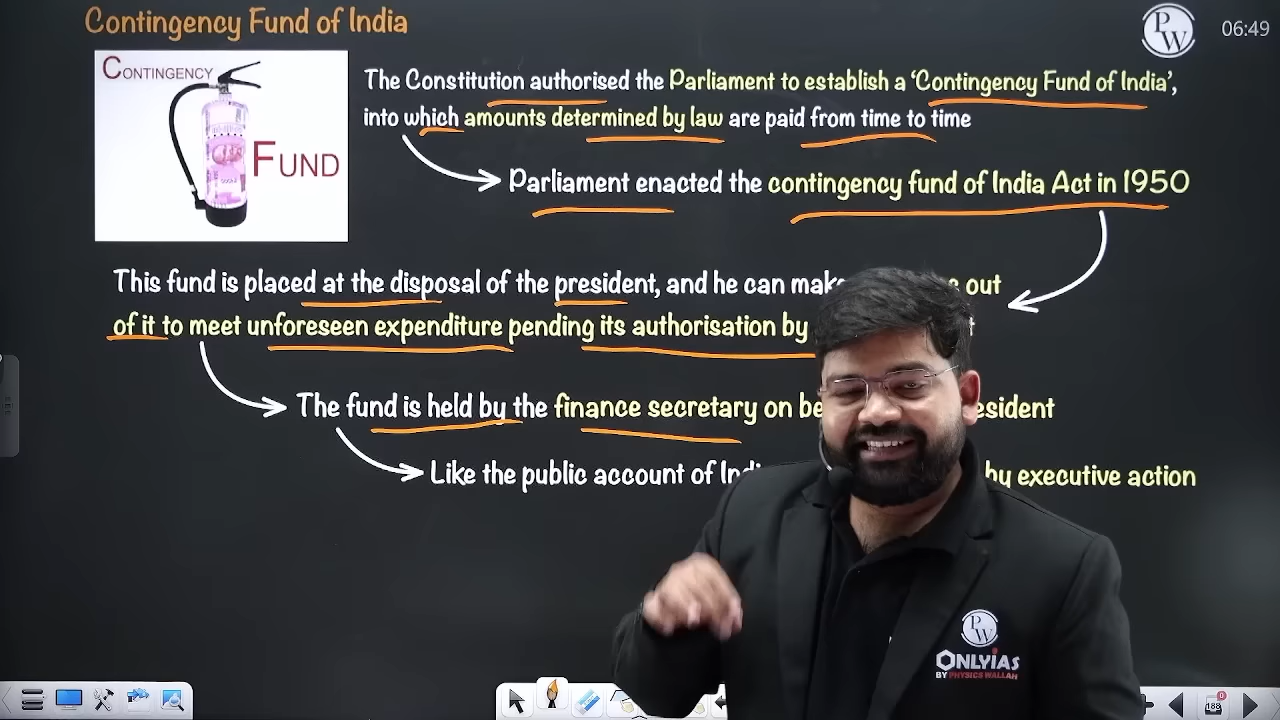 Contingency Fund of India
PW
06:49
CONTINGENCY
FUND
The Constitution authorised the Parliament to establish a ‘Contingency Fund of India’,
into which amounts determined by law are paid from time to time
Parliament enacted the contingency fund of India Act in 1950
This fund is placed at the disposal of the president, and he can make out
of it to meet unforeseen expenditure pending its authorisation by
The fund is held by the finance secretary on
Like the public account of by executive action
PW
ONLYIAS
BY PHYSICS WALLAH
188